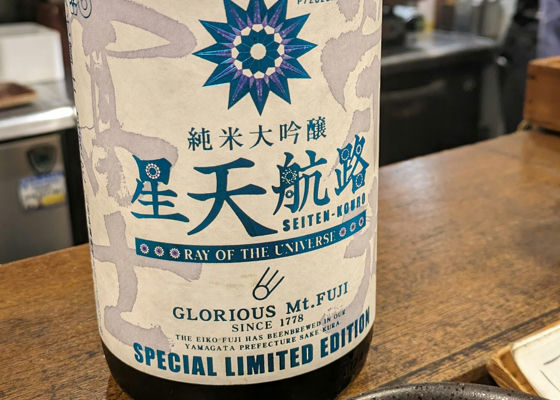 純米大吟醸
星天航路
SEITEN-KOURO
RAY OF THE UNIVERSE
GLORIOUS Mt.FUJI
SINCE 1778
THE EIKO FUJI HAS BEENBREWED IN OUR
YAMAGATA PREFECTURE SAKE KURA
SPECIAL LIMITED EDITION